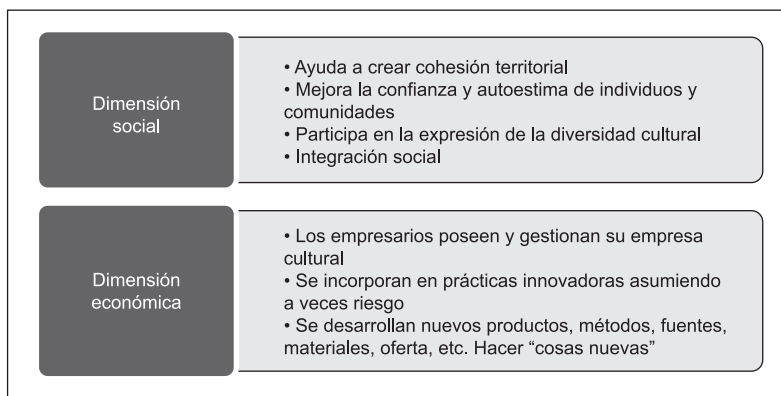 Dimensión
social
• Ayuda a crear cohesión territorial
• Mejora la confianza y autoestima de individuos y
comunidades
• Participa en la expresión de la diversidad cultural
• Integración social
Dimensión
económica
• Los empresarios poseen y gestionan su empresa
cultural
• Se incorporan en prácticas innovadoras asumiendo
a veces riesgo
• Se desarrollan nuevos productos, métodos, fuentes,
materiales, oferta, etc. Hacer “cosas nuevas”